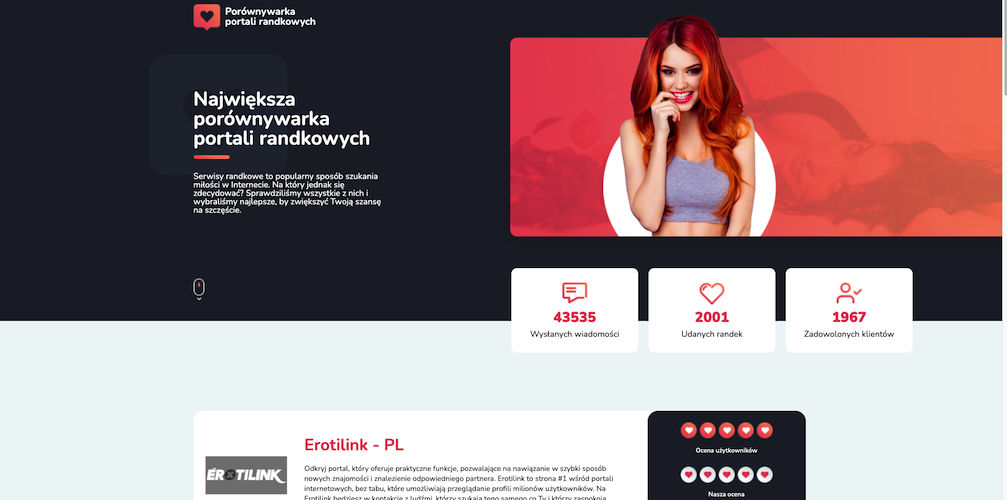 Porównywarka
portali randkowych
Największa
porównywarka
portali randkowych
Serwisy randkowe to popularny sposób szukania
miłości w Internecie. Na który jednak się
zdecydować? Sprawdziliśmy wszystkie z nich i
wybraliśmy najlepsze, by zwiększyć Twoją szansę
na szczęście.
43535
Wysłanych wiadomości
2001
Udanych randek
1967
Zadowolonych klientów
EROTILINK
Erotilink - PL
Odkryj portal, który oferuje praktyczne funkcje, pozwalające na nawiązanie w szybki sposób
nowych znajomości i znalezienie odpowiedniego partnera. Erotilink to strona #1 wśród portali
internetowych, bez tabu, które umożliwiają przeglądanie profili milionów użytkowników. Na
Erotilink będziesz w kontakcie z ludźmi, którzy szukają tego samego co Ty i którzy zaspokoją
Ocena użytkowników
Nasza ocena